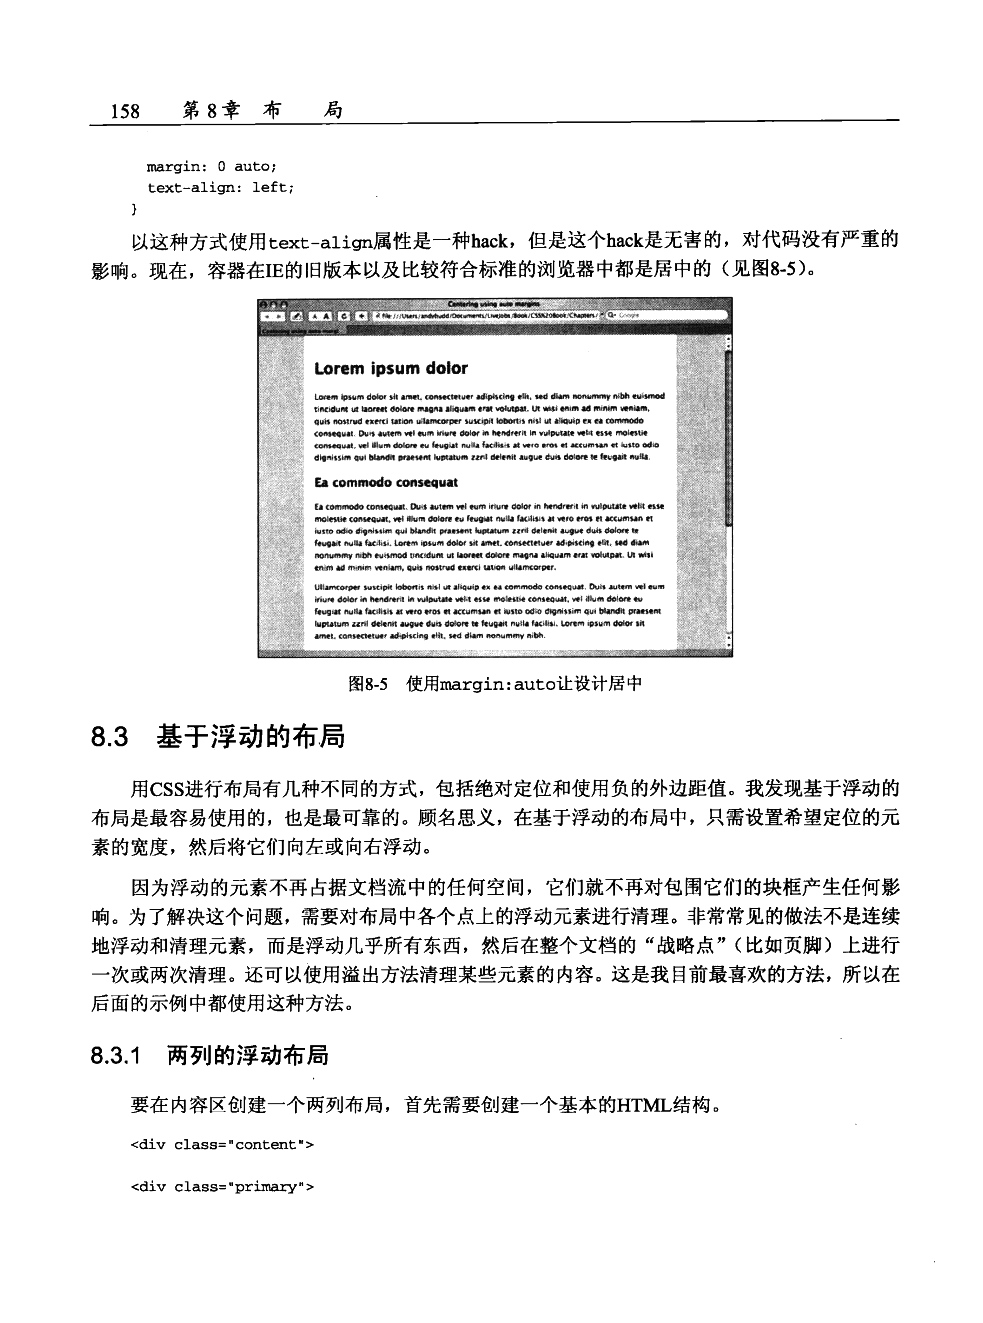 158 第8章 布 局
margin: 0 auto;
text-align: left;
}
以这种方式使用text-align属性是一种hack，但是这个hack是无害的，对代码没有严重的
影响。现在，容器在IE的旧版本以及比较符合标准的浏览器中都是居中的（见图8-5）。
Centering using auto margins
Lorem ipsum dolor
Lorem ipsum dolor sit amet, consectetuer adipiscing elit, sed diam nonummy nibh euismod
tincidunt ut laoreet dolore magna aliquam erat volutpat. Ut wisi enim ad minim veniam,
quis nostrud exerci tation ullamcorper suscipit lobortis nisl ut aliquip ex ea commodo
consequat. Duis autem vel eum iriure dolor in hendrerit in vulputate velit esse molestie
consequat, vel illum dolore eu feugiat nulla facilisis at vero eros et accumsan et iusto odio
dignissim qui blandit praesent luptatum zzril delenit augue duis dolore te feugait nulla.
Ea commodo consequat
Ea commodo consequat. Duis autem vel eum iriure dolor in hendrerit in vulputate velit esse
molestie consequat, vel illum dolore eu feugiat nulla facilisis at vero eros et accumsan et
iusto odio dignissim qui blandit praesent luptatum zzril delenit augue duis dolore te
feugait nulla facilisi. Lorem ipsum dolor sit amet, consectetuer adipiscing elit, sed diam
nonummy nibh euismod tincidunt ut laoreet dolore magna aliquam erat volutpat. Ut wisi
enim ad minim veniam, quis nostrud exerci tation ullamcorper.
Ullamcorper suscipit lobortis nisl ut aliquip ex ea commodo consequat. Duis autem vel eum
iriure dolor in hendrerit in vulputate velit esse molestie consequat, vel illum dolore eu
feugiat nulla facilisis at vero eros et accumsan et iusto odio dignissim qui blandit praesent
luptatum zzril delenit augue duis dolore te feugait nulla facilisi. Lorem ipsum dolor sit
amet, consectetuer adipiscing elit, sed diam nonummy nibh.
图8-5 使用margin:auto让设计居中
8.3 基于浮动的布局
用CSS进行布局有几种不同的方式，包括绝对定位和使用负的外边距值。我发现基于浮动的
布局是最容易使用的，也是最可靠的。顾名思义，在基于浮动的布局中，只需设置希望定位的元
素的宽度，然后将它们向左或向右浮动。
因为浮动的元素不再占据文档流中的任何空间，它们就不再对包围它们的块框产生任何影
响。为了解决这个问题，需要对布局中各个点上的浮动元素进行清理。非常常见的做法不是连续
地浮动和清理元素，而是浮动几乎所有东西，然后在整个文档的“战略点”（比如页脚）上进行
一次或两次清理。还可以使用溢出方法清理某些元素的内容。这是我目前最喜欢的方法，所以在
后面的示例中都使用这种方法。
8.3.1 两列的浮动布局
要在内容区创建一个两列布局，首先需要创建一个基本的HTML结构。
&lt;div class="content"&gt;
&lt;div class="primary"&gt;